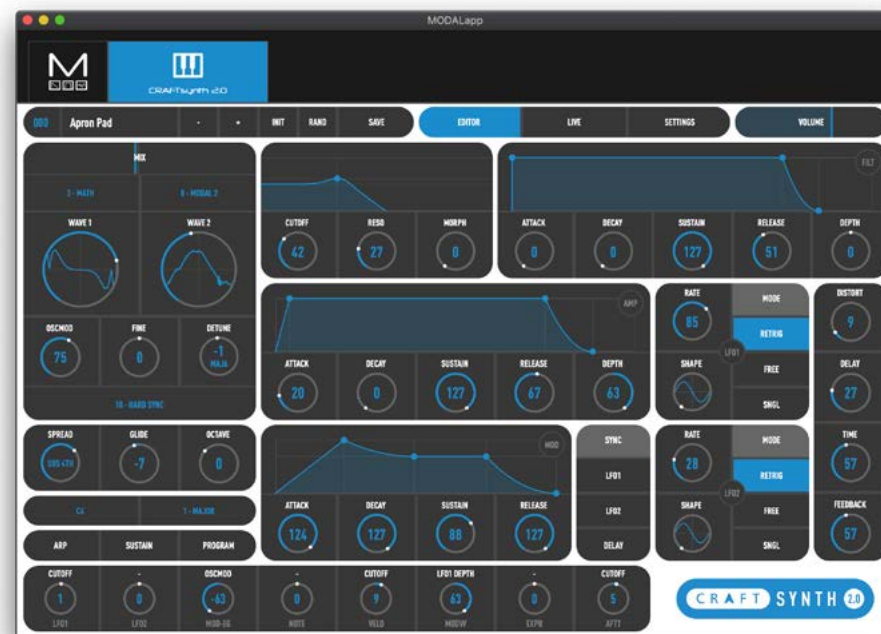 MODALapp
CRAFTsynth 2.0
000 Apron Pad - + INIT RAND SAVE EDITOR LIVE SETTINGS VOLUME
MIX
3 - MATH 8 - MODAL 2
WAVE 1 WAVE 2
OSCMOD FINE DETUNE
75 0 -1
10 - HARD SYNC
CUTOFF RESO MORPH
42 27 0
FILT
ATTACK DECAY SUSTAIN RELEASE DEPTH
0 0 127 51 0
AMP
ATTACK DECAY SUSTAIN RELEASE DEPTH
20 0 127 67 63
RATE MODE
85 RETRIG
LFO1
SHAPE FREE
SNGL
DISTORT
9
DELAY
27
TIME
57
FEEDBACK
57
SPREAD GLIDE OCTAVE
-7 0
1 - MAJOR
ARP SUSTAIN PROGRAM
MOD
ATTACK DECAY SUSTAIN RELEASE
124 127 88 127
SYNC
LFO1
LFO2
DELAY
RATE MODE
28 RETRIG
LFO2
SHAPE FREE
SNGL
CUTOFF - OSCMOD - CUTOFF LFO1 DEPTH - CUTOFF
1 0 -63 0 9 63 0 5
LFO1 LFO2 MOD-EG NOTE VELO MODW EXPR AFTT
CRAFT SYNTH 2.0